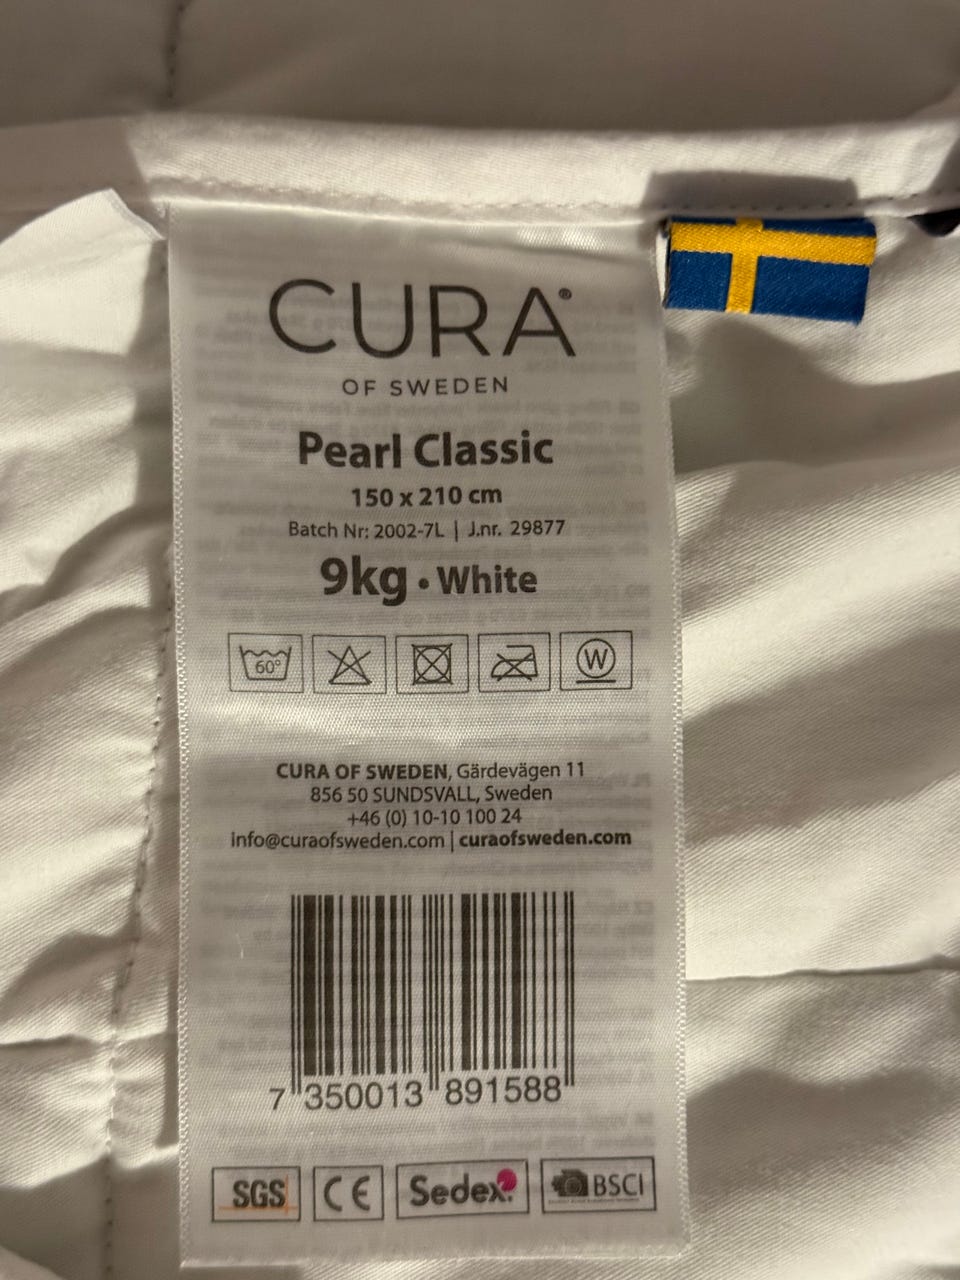 CURA®
OF SWEDEN
Pearl Classic
150 x 210 cm
Batch Nr: 2002-7L | J.nr. 29877
9kg • White
60°
W
CURA OF SWEDEN, Gärdevägen 11
856 50 SUNDSVALL, Sweden
+46 (0) 10-10 100 24
info@curaofsweden.com | curaofsweden.com
7 350013 891588
SGS CE Sedex BSCI